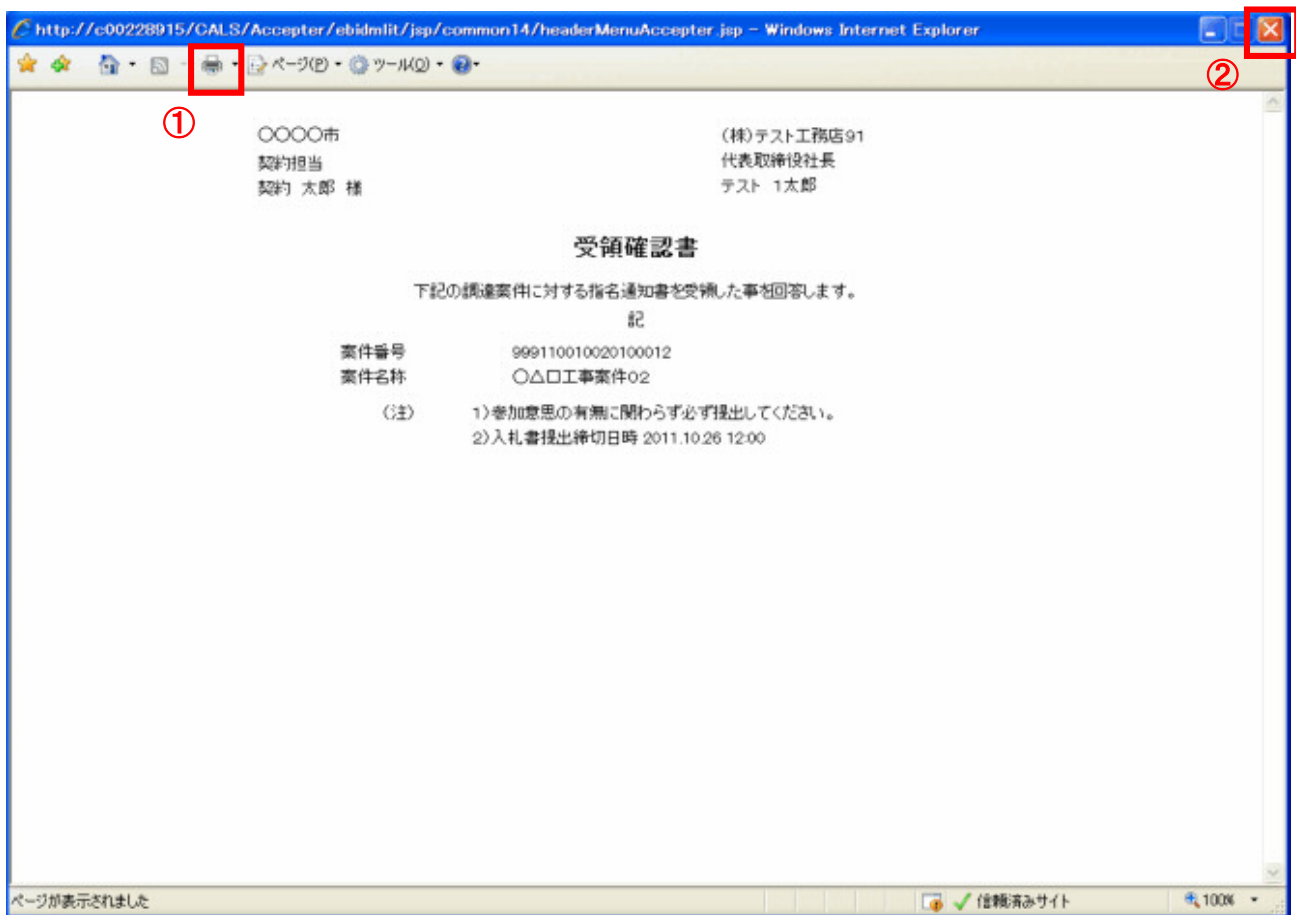 http://c00228915/CALS/Accepter/ebidmlit/jsp/common14/headerMenuAccepter.jsp - Windows Internet Explorer
ページ(P) ツール(O)
①
②
〇〇〇〇市
契約担当
契約 太郎 様
(株)テスト工務店91
代表取締役社長
テスト 1太郎
受領確認書
下記の調達案件に対する指名通知書を受領した事を回答します。
記
案件番号 999110010020100012
案件名称 〇△口工事案件02
(注) 1)参加意思の有無に関わらず必ず提出してください。
2)入札書提出締切日時 2011.10.26 12:00
ページが表示されました 信頼済みサイト 100%